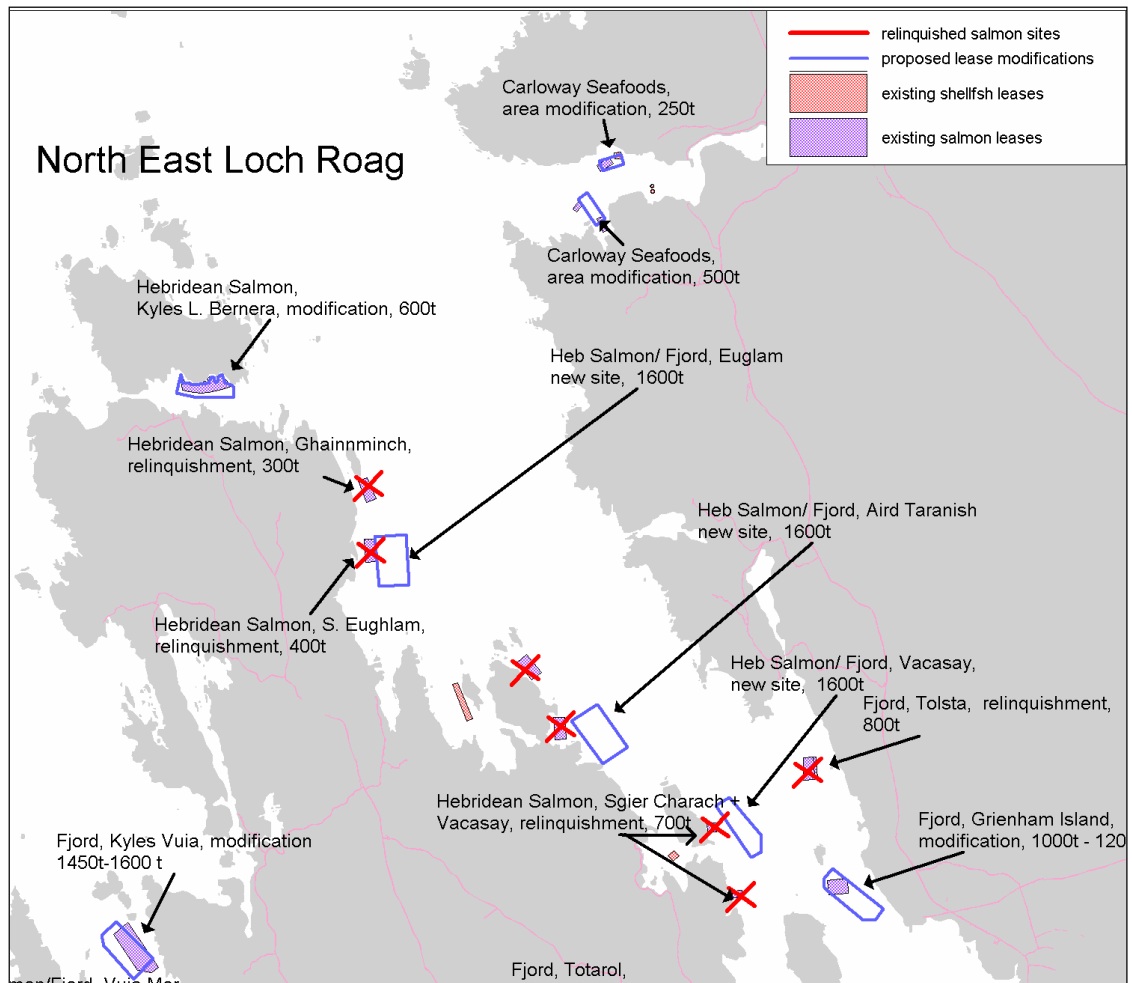 relinquished salmon sites
proposed lease modifications
existing shellfsh leases
existing salmon leases
North East Loch Roag
Carloway Seafoods,
area modification, 250t
Carloway Seafoods,
area modification, 500t
Hebridean Salmon,
Kyles L. Bernera, modification, 600t
Heb Salmon/ Fjord, Euglam
new site, 1600t
Hebridean Salmon, Ghainnminch,
relinquishment, 300t
Heb Salmon/ Fjord, Aird Taranish
new site, 1600t
Hebridean Salmon, S. Eughlam,
relinquishment, 400t
Heb Salmon/ Fjord, Vacasay,
new site, 1600t
Fjord, Tolsta, relinquishment,
800t
Hebridean Salmon, Sgier Charach +
Vacasay, relinquishment, 700t
Fjord, Grienham Island,
modification, 1000t - 120
Fjord, Kyles Vuia, modification
1450t-1600 t
Fjord, Totarol,